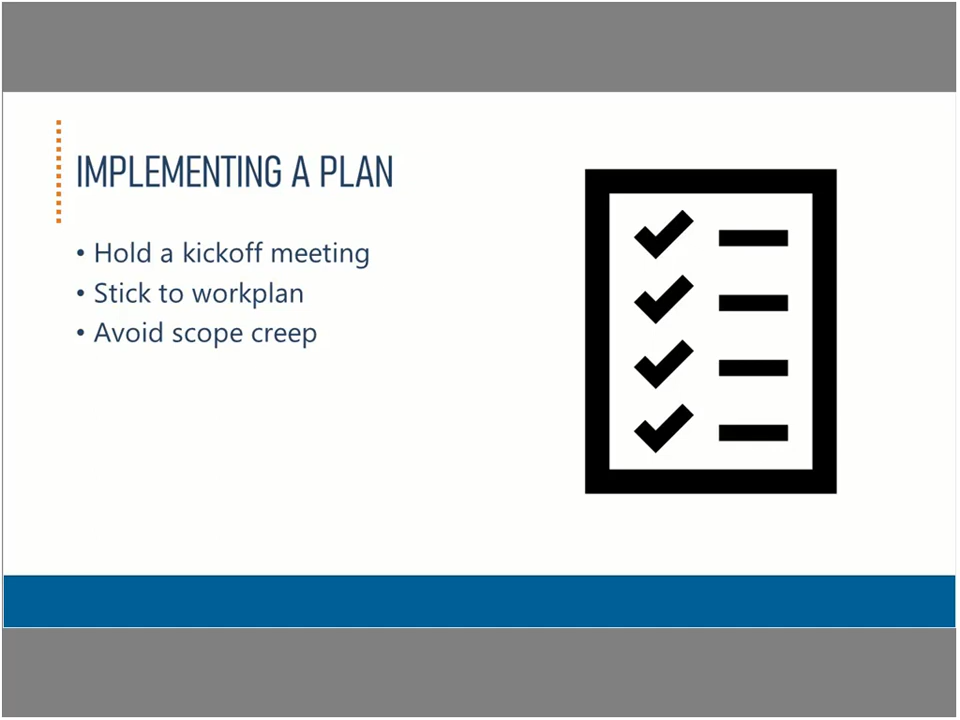 IMPLEMENTING A PLAN
• Hold a kickoff meeting
• Stick to workplan
• Avoid scope creep